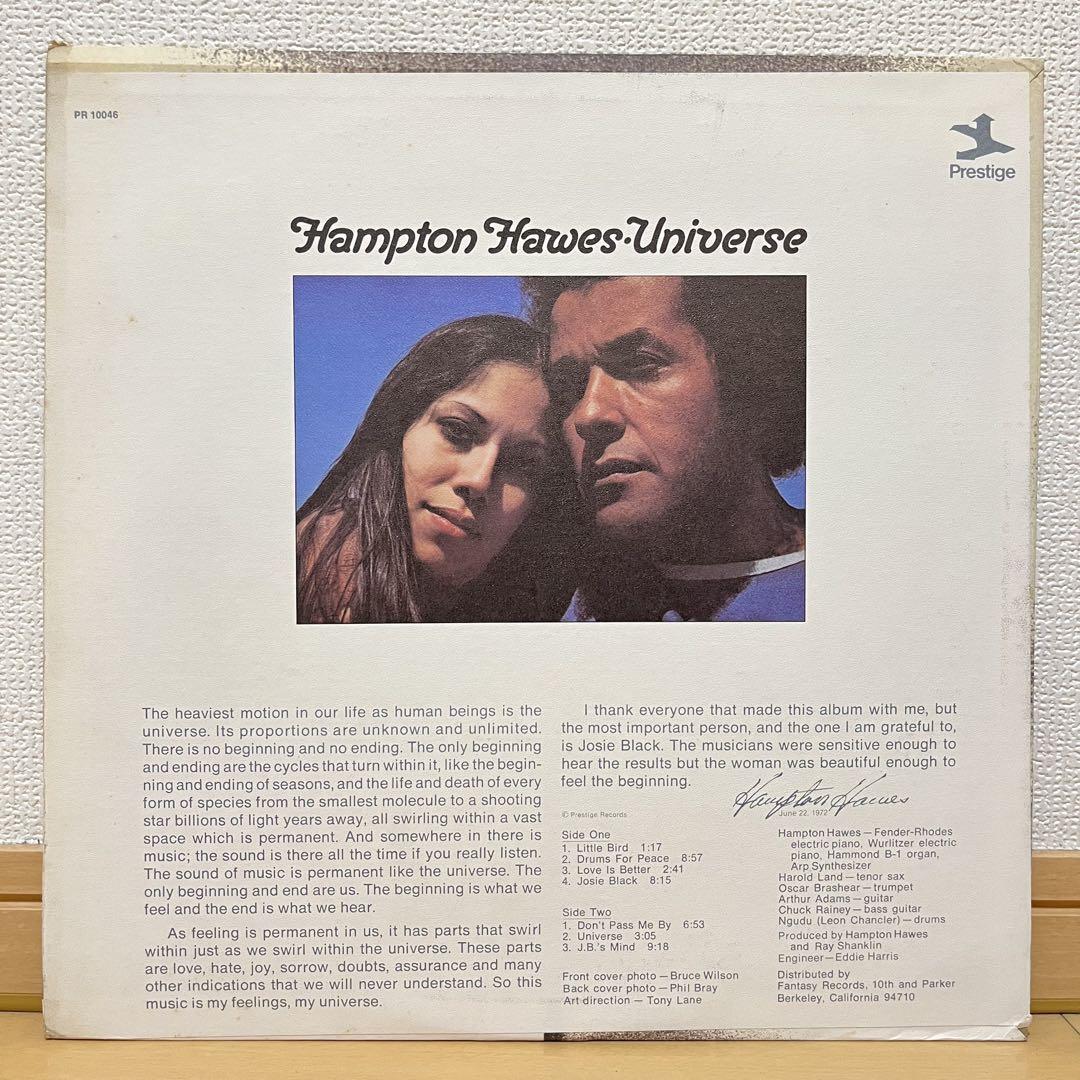 PR 10046
Prestige
Hampton Hawes·Universe
The heaviest motion in our life as human beings is the
universe. Its proportions are unknown and unlimited.
There is no beginning and no ending. The only beginning
and ending are the cycles that turn within it, like the begin-
ning and ending of seasons, and the life and death of every
form of species from the smallest molecule to a shooting
star billions of light years away, all swirling within a vast
space which is permanent. And somewhere in there is
music; the sound is there all the time if you really listen.
The sound of music is permanent like the universe. The
only beginning and end are us. The beginning is what we
feel and the end is what we hear.
As feeling is permanent in us, it has parts that swirl
within just as we swirl within the universe. These parts
are love, hate, joy, sorrow, doubts, assurance and many
other indications that we will never understand. So this
music is my feelings, my universe.
I thank everyone that made this album with me, but
the most important person, and the one I am grateful to,
is Josie Black. The musicians were sensitive enough to
hear the results but the woman was beautiful enough to
feel the beginning.
Hampton Hawes
June 22, 1972
℗ Prestige Records
Side One
1. Little Bird 1:17
2. Drums For Peace 8:57
3. Love Is Better 2:41
4. Josie Black 8:15
Side Two
1. Don't Pass Me By 6:53
2. Universe 3:05
3. J.B.'s Mind 9:18
Front cover photo—Bruce Wilson
Back cover photo—Phil Bray
Art direction—Tony Lane
Hampton Hawes—Fender-Rhodes
electric piano, Wurlitzer electric
piano, Hammond B-1 organ,
Arp Synthesizer
Harold Land—tenor sax
Oscar Brashear—trumpet
Arthur Adams—guitar
Chuck Rainey—bass guitar
Ngudu (Leon Chancler)—drums
Produced by Hampton Hawes
and Ray Shanklin
Engineer—Eddie Harris
Distributed by
Fantasy Records, 10th and Parker
Berkeley, California 94710